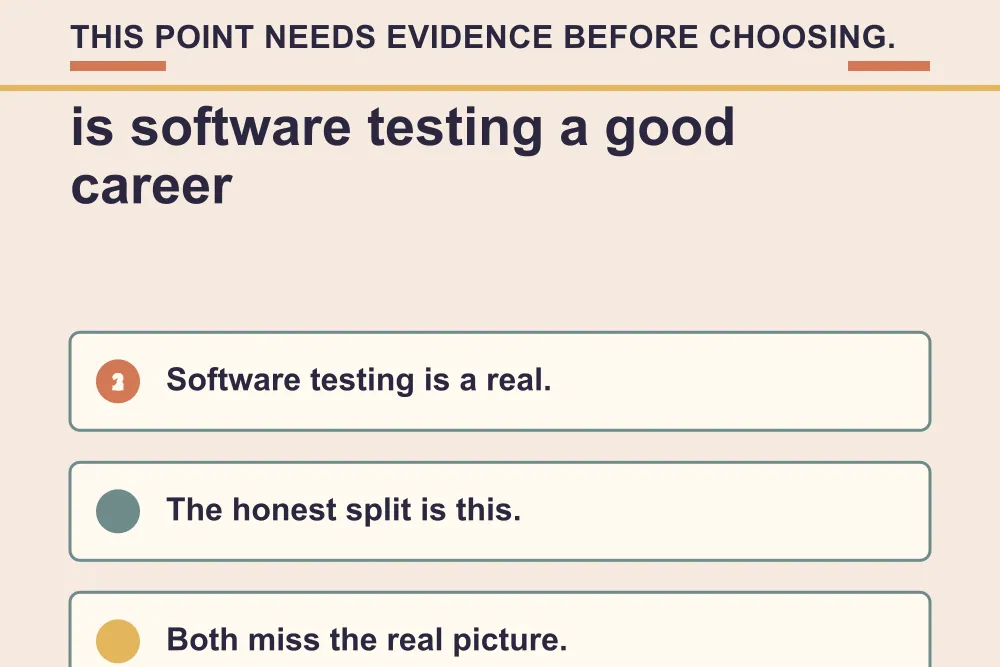 THIS POINT NEEDS EVIDENCE BEFORE CHOOSING.
is software testing a good
career
Software testing is a real.
The honest split is this.
Both miss the real picture.